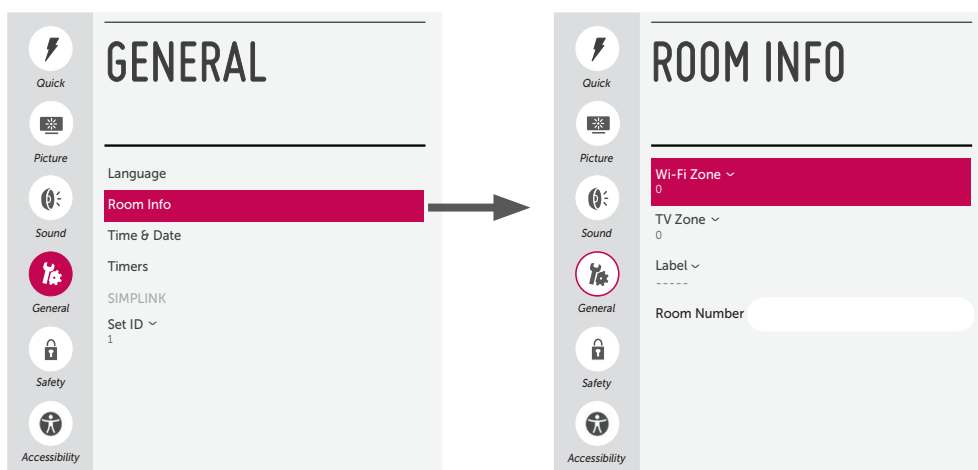 GENERAL
Quick
Picture
Sound
General
Safety
Accessibility
Language
Room Info
Time & Date
Timers
SIMPLINK
Set ID
1
ROOM INFO
Quick
Picture
Sound
General
Safety
Accessibility
Wi-Fi Zone
0
TV Zone
0
Label
-----
Room Number